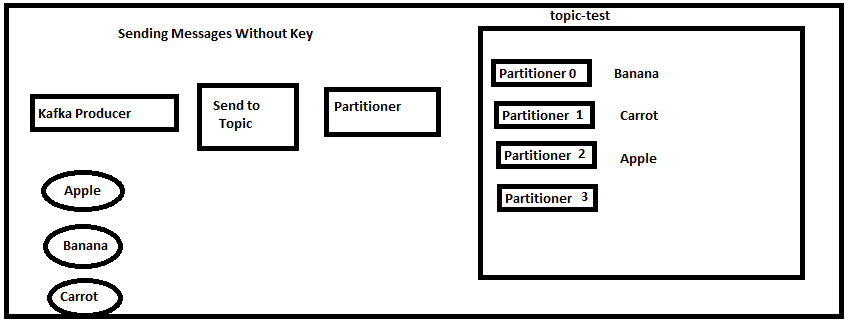 topic-test
Sending Messages Without Key
Kafka Producer
Send to
Topic
Partitioner
Partitioner 0 Banana
Partitioner 1 Carrot
Partitioner 2 Apple
Partitioner 3
Apple
Banana
Carrot